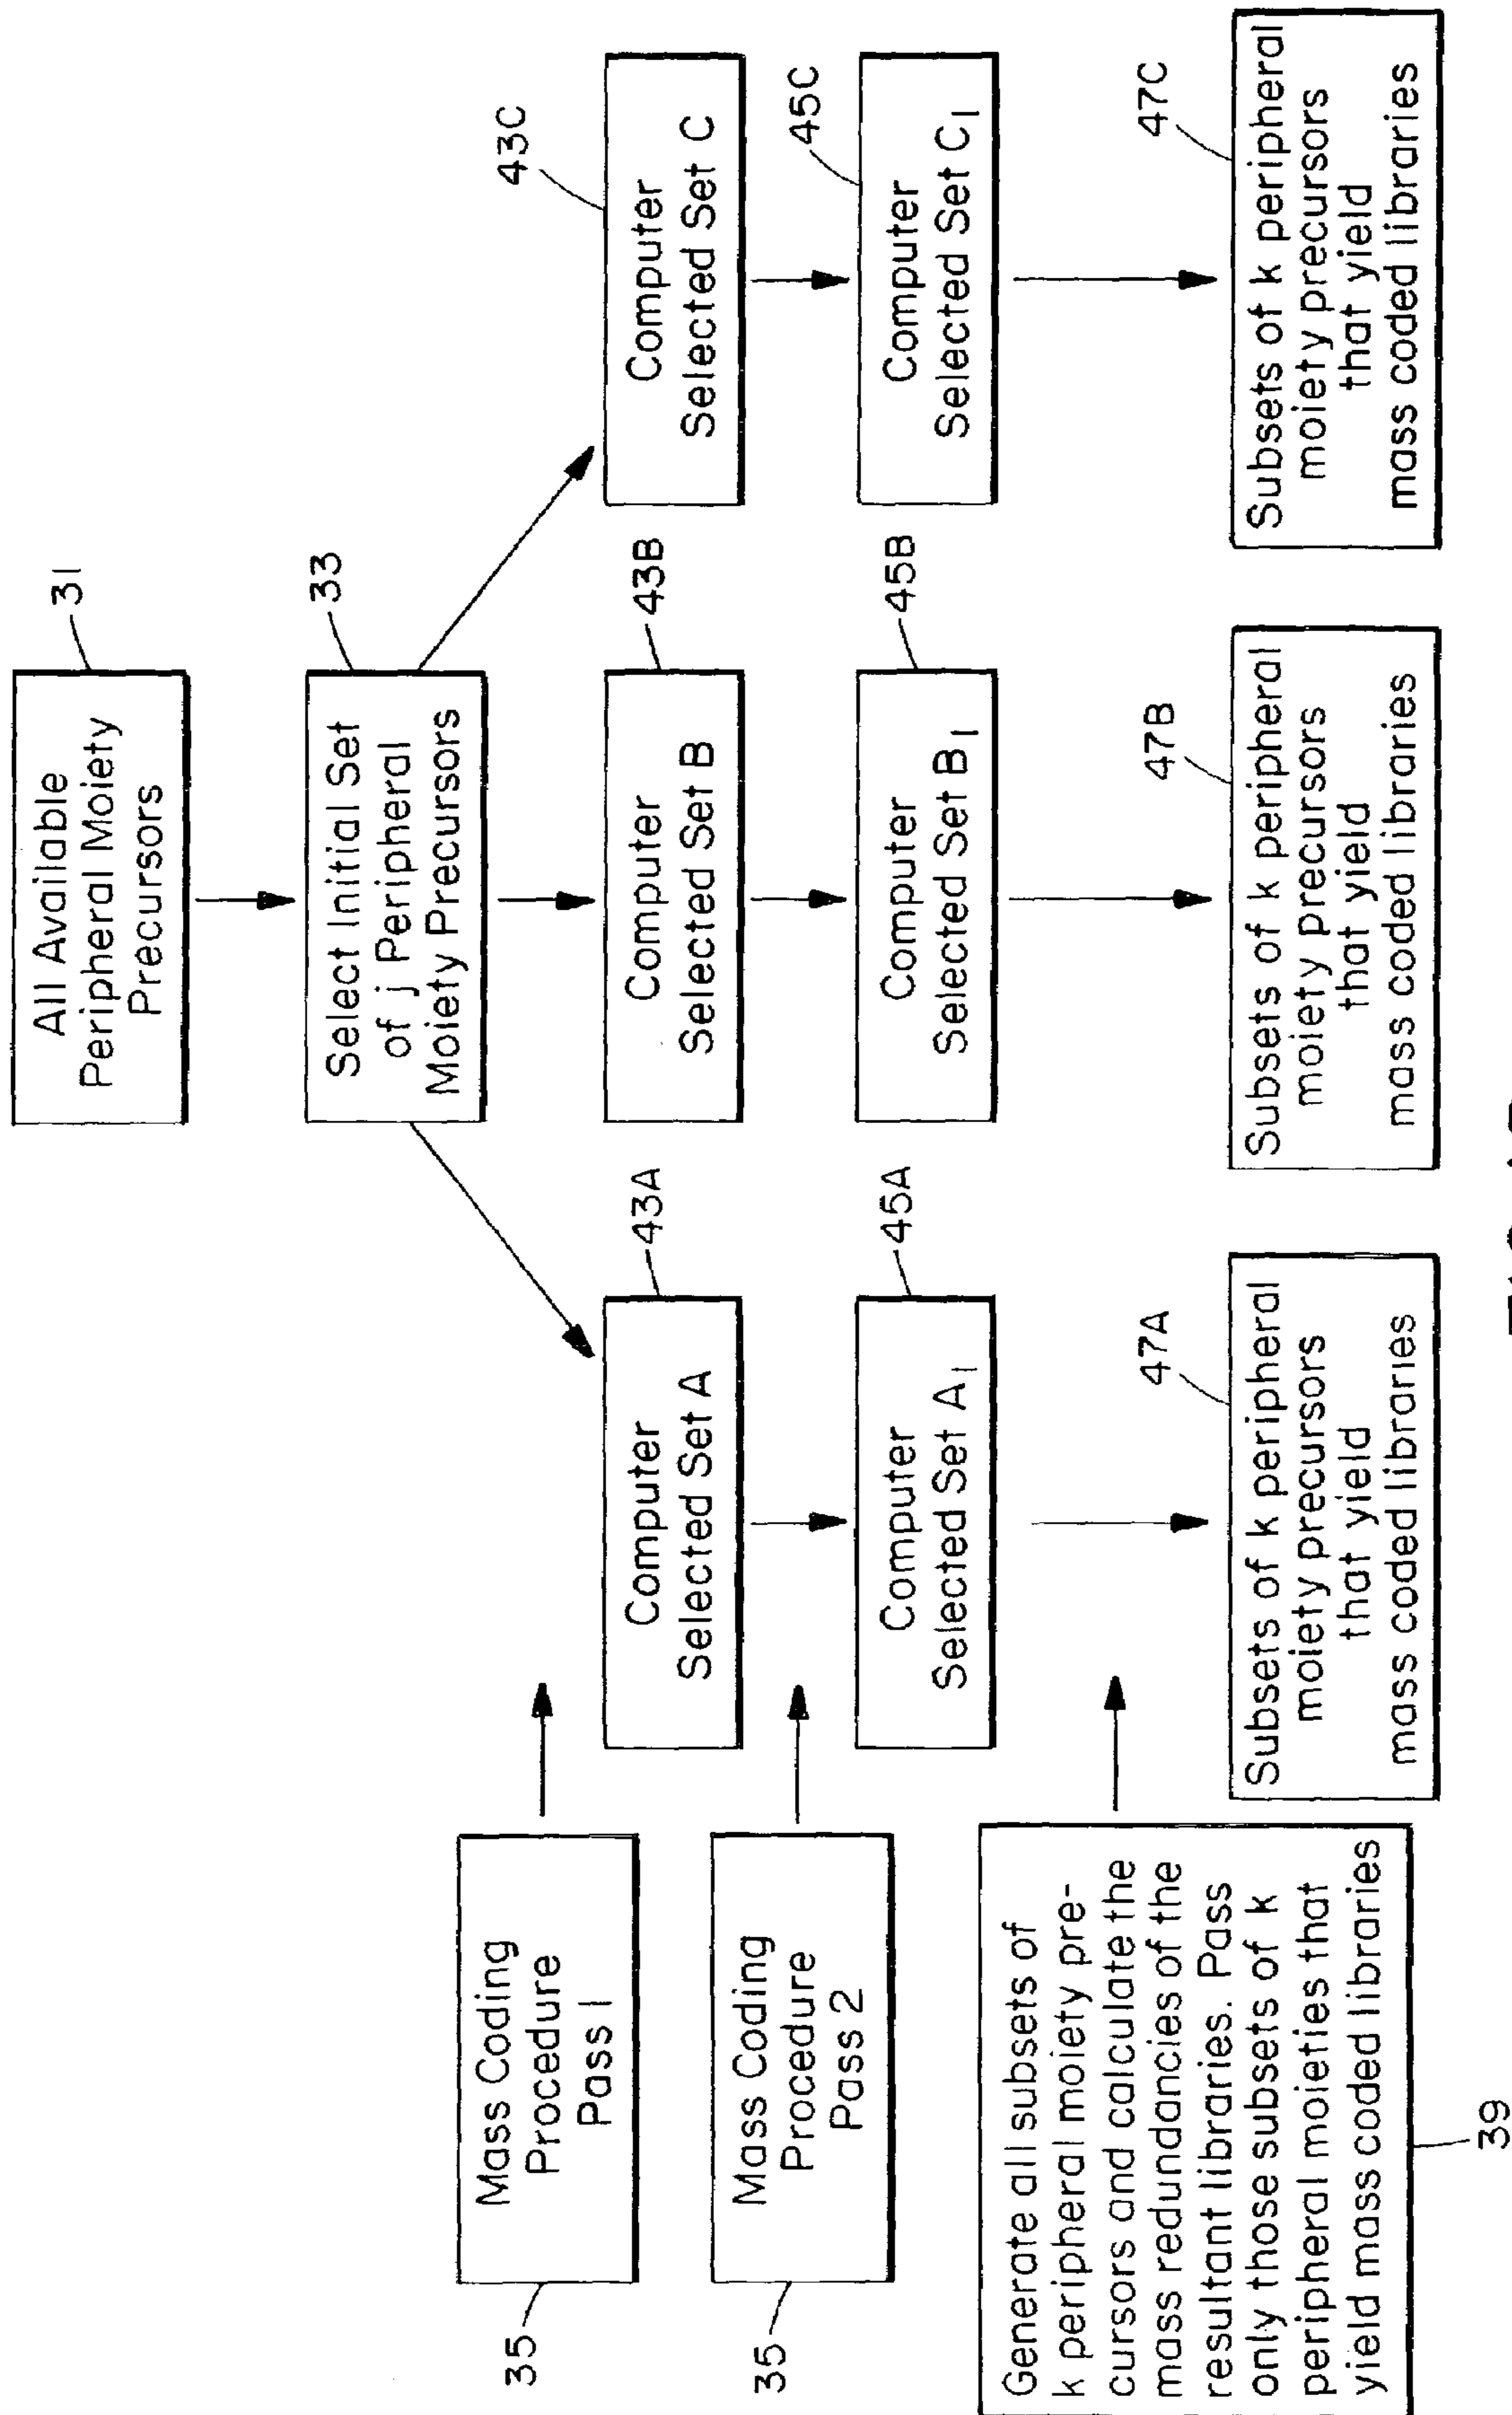 All Available
Peripheral Moiety
Precursors
31
Select Initial Set
of j Peripheral
Moiety Precursors
33
Mass Coding
Procedure
Pass 1
35
Computer
Selected Set A
43A
Computer
Selected Set B
43B
Computer
Selected Set C
43C
Mass Coding
Procedure
Pass 2
35
Computer
Selected Set A1
45A
Computer
Selected Set B1
45B
Computer
Selected Set C1
45C
Generate all subsets of
k peripheral moiety pre-
cursors and calculate the
mass redundancies of the
resultant libraries. Pass
only those subsets of k
peripheral moieties that
yield mass coded libraries
39
Subsets of k peripheral
moiety precursors
that yield
mass coded libraries
47A
Subsets of k peripheral
moiety precursors
that yield
mass coded libraries
47B
Subsets of k peripheral
moiety precursors
that yield
mass coded libraries
47C